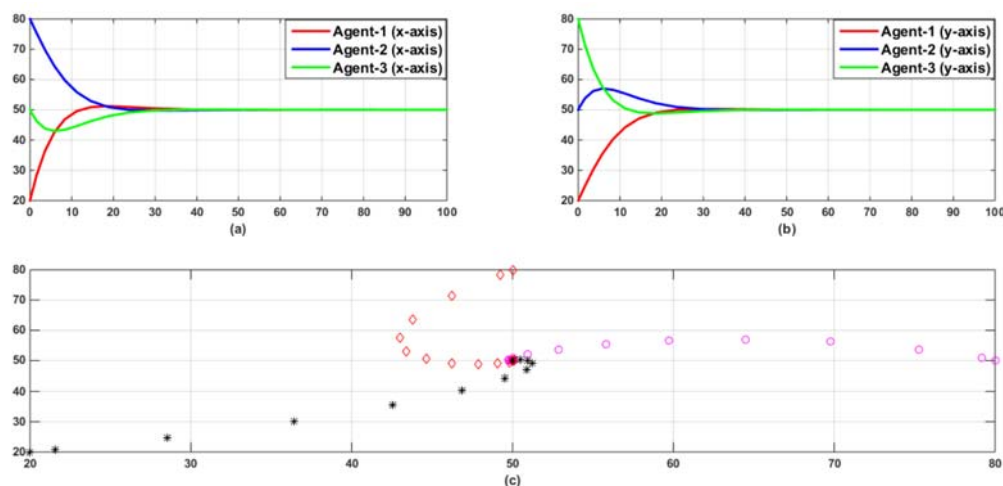 80
70
60
50
40
30
20
0 10 20 30 40 50 60 70 80 90 100
(a)
Agent-1 (x-axis)
Agent-2 (x-axis)
Agent-3 (x-axis)
80
70
60
50
40
30
20
0 10 20 30 40 50 60 70 80 90 100
(b)
Agent-1 (y-axis)
Agent-2 (y-axis)
Agent-3 (y-axis)
80
70
60
50
40
30
20
20 30 40 50 60 70 80
(c)